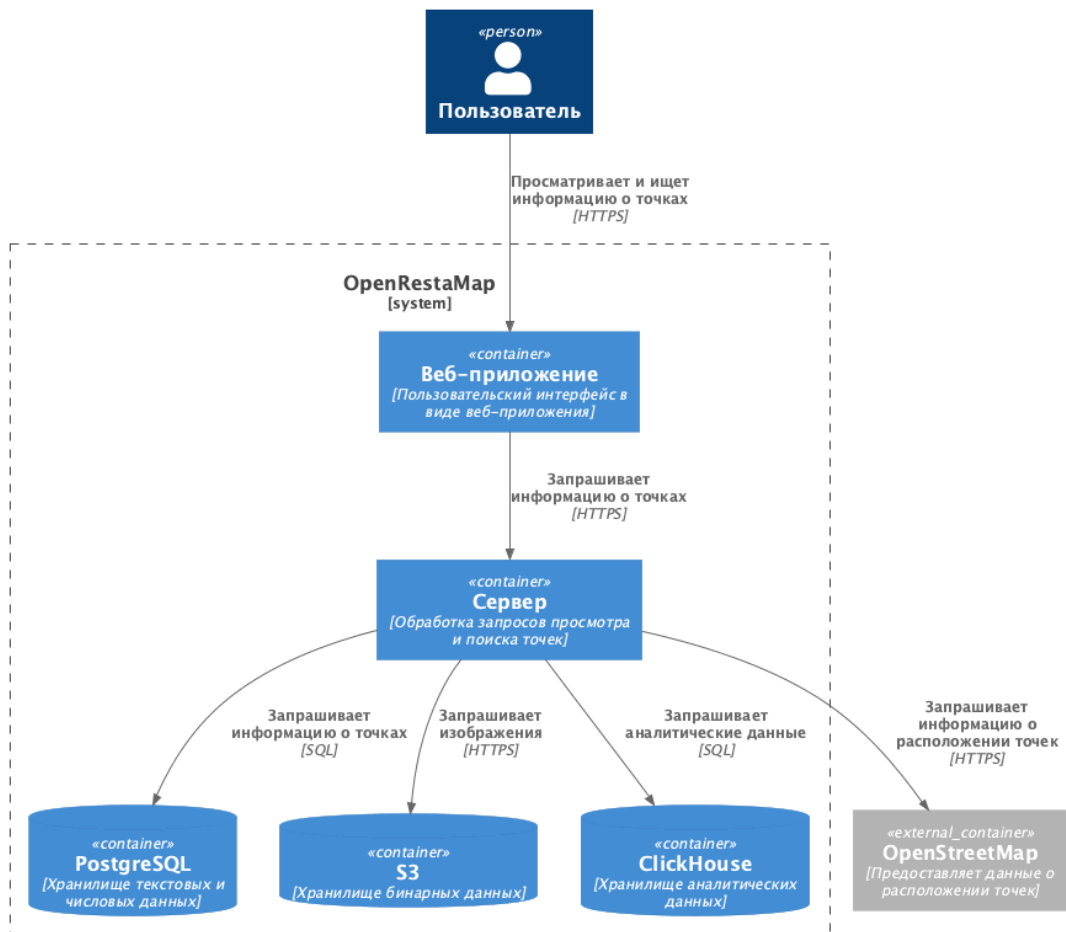 «person»
Пользователь
Просматривает и ищет
информацию о точках
[HTTPS]
OpenRestaMap
[system]
«container»
Веб-приложение
[Пользовательский интерфейс в
виде веб-приложения]
Запрашивает
информацию о точках
[HTTPS]
«container»
Сервер
[Обработка запросов просмотра
и поиска точек]
Запрашивает
информацию о точках
[SQL]
Запрашивает
изображения
[HTTPS]
Запрашивает
аналитические данные
[SQL]
Запрашивает
информацию о
расположении точек
[HTTPS]
«container»
PostgreSQL
[Хранилище текстовых и
числовых данных]
«container»
S3
[Хранилище бинарных данных]
«container»
ClickHouse
[Хранилище аналитических
данных]
«external_container»
OpenStreetMap
[Предоставляет данные о
расположении точек]